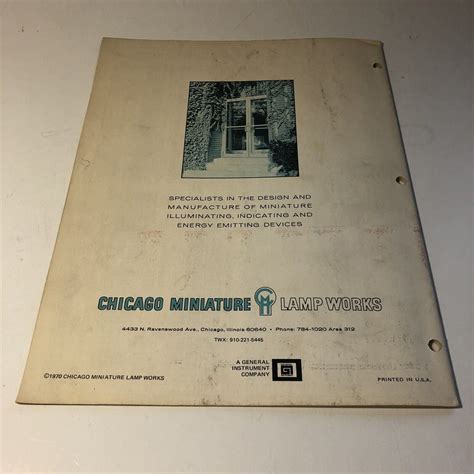 SPECIALISTS IN THE DESIGN AND
MANUFACTURE OF MINIATURE
ILLUMINATING, INDICATING AND
ENERGY EMITTING DEVICES
CHICAGO MINIATURE CM LAMP WORKS
4433 N. Ravenswood Ave., Chicago, Illinois 60640 • Phone: 784-1020 Area 312
TWX: 910-221-5445
A GENERAL
INSTRUMENT
COMPANY
©1970 CHICAGO MINIATURE LAMP WORKS
PRINTED IN U.S.A.